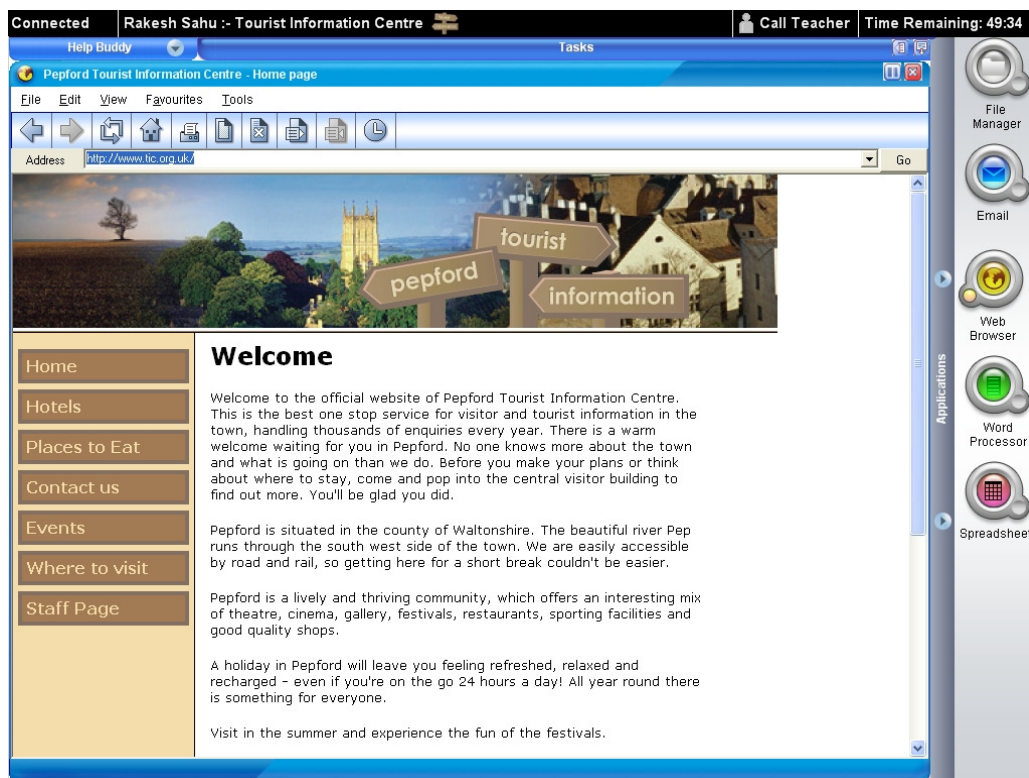 Connected Rakesh Sahu :- Tourist Information Centre Call Teacher Time Remaining: 49:34
Help Buddy Tasks
Pepford Tourist Information Centre - Home page
File Edit View Favourites Tools
Address http://www.tic.org.uk/ Go
tourist
pepford
information
Home
Hotels
Places to Eat
Contact us
Events
Where to visit
Staff Page
Welcome
Welcome to the official website of Pepford Tourist Information Centre.
This is the best one stop service for visitor and tourist information in the
town, handling thousands of enquiries every year. There is a warm
welcome waiting for you in Pepford. No one knows more about the town
and what is going on than we do. Before you make your plans or think
about where to stay, come and pop into the central visitor building to
find out more. You'll be glad you did.
Pepford is situated in the county of Waltonshire. The beautiful river Pep
runs through the south west side of the town. We are easily accessible
by road and rail, so getting here for a short break couldn't be easier.
Pepford is a lively and thriving community, which offers an interesting mix
of theatre, cinema, gallery, festivals, restaurants, sporting facilities and
good quality shops.
A holiday in Pepford will leave you feeling refreshed, relaxed and
recharged – even if you're on the go 24 hours a day! All year round there
is something for everyone.
Visit in the summer and experience the fun of the festivals.
Applications
File
Manager
Email
Web
Browser
Word
Processor
Spreadsheet